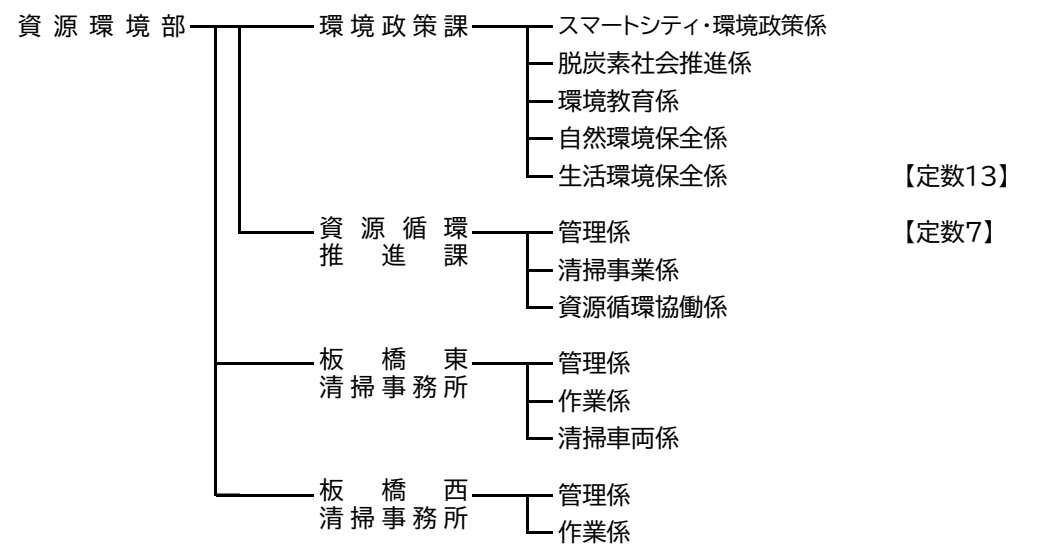 資源環境部 環境政策課 スマートシティ・環境政策係
脱炭素社会推進係
環境教育係
自然環境保全係
生活環境保全係 【定数13】
資源循環
推進課
管理係 【定数7】
清掃事業係
資源循環協働係
板橋東
清掃事務所
管理係
作業係
清掃車両係
板橋西
清掃事務所
管理係
作業係